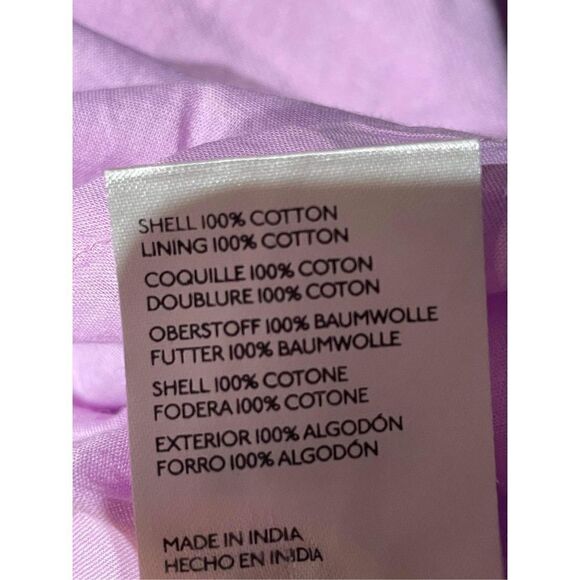 SHELL 100% COTTON
LINING 100% COTTON
COQUILLE 100% COTON
DOUBLURE 100% COTON
OBERSTOFF 100% BAUMWOLLE
FUTTER 100% BAUMWOLLE
SHELL 100% COTONE
FODERA 100% COTONE
EXTERIOR 100% ALGODÓN
FORRO 100% ALGODÓN
MADE IN INDIA
HECHO EN INDIA